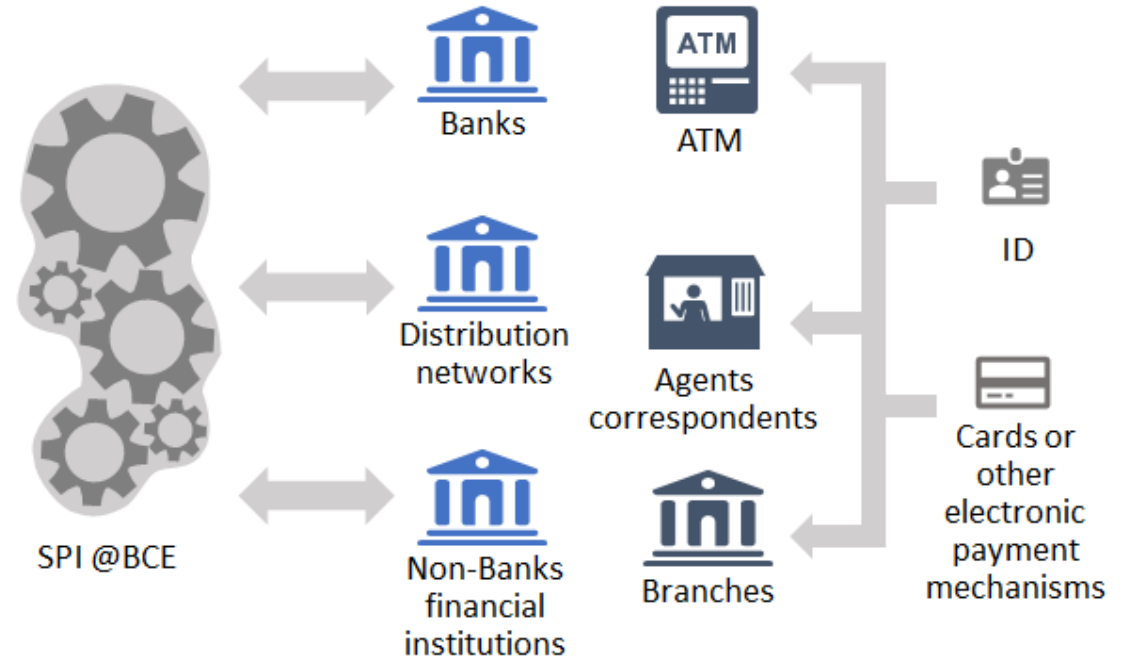 Banks
ATM
ATM
ID
Distribution
networks
Agents
correspondents
Cards or
other
electronic
payment
mechanisms
SPI @BCE
Non-Banks
financial
institutions
Branches